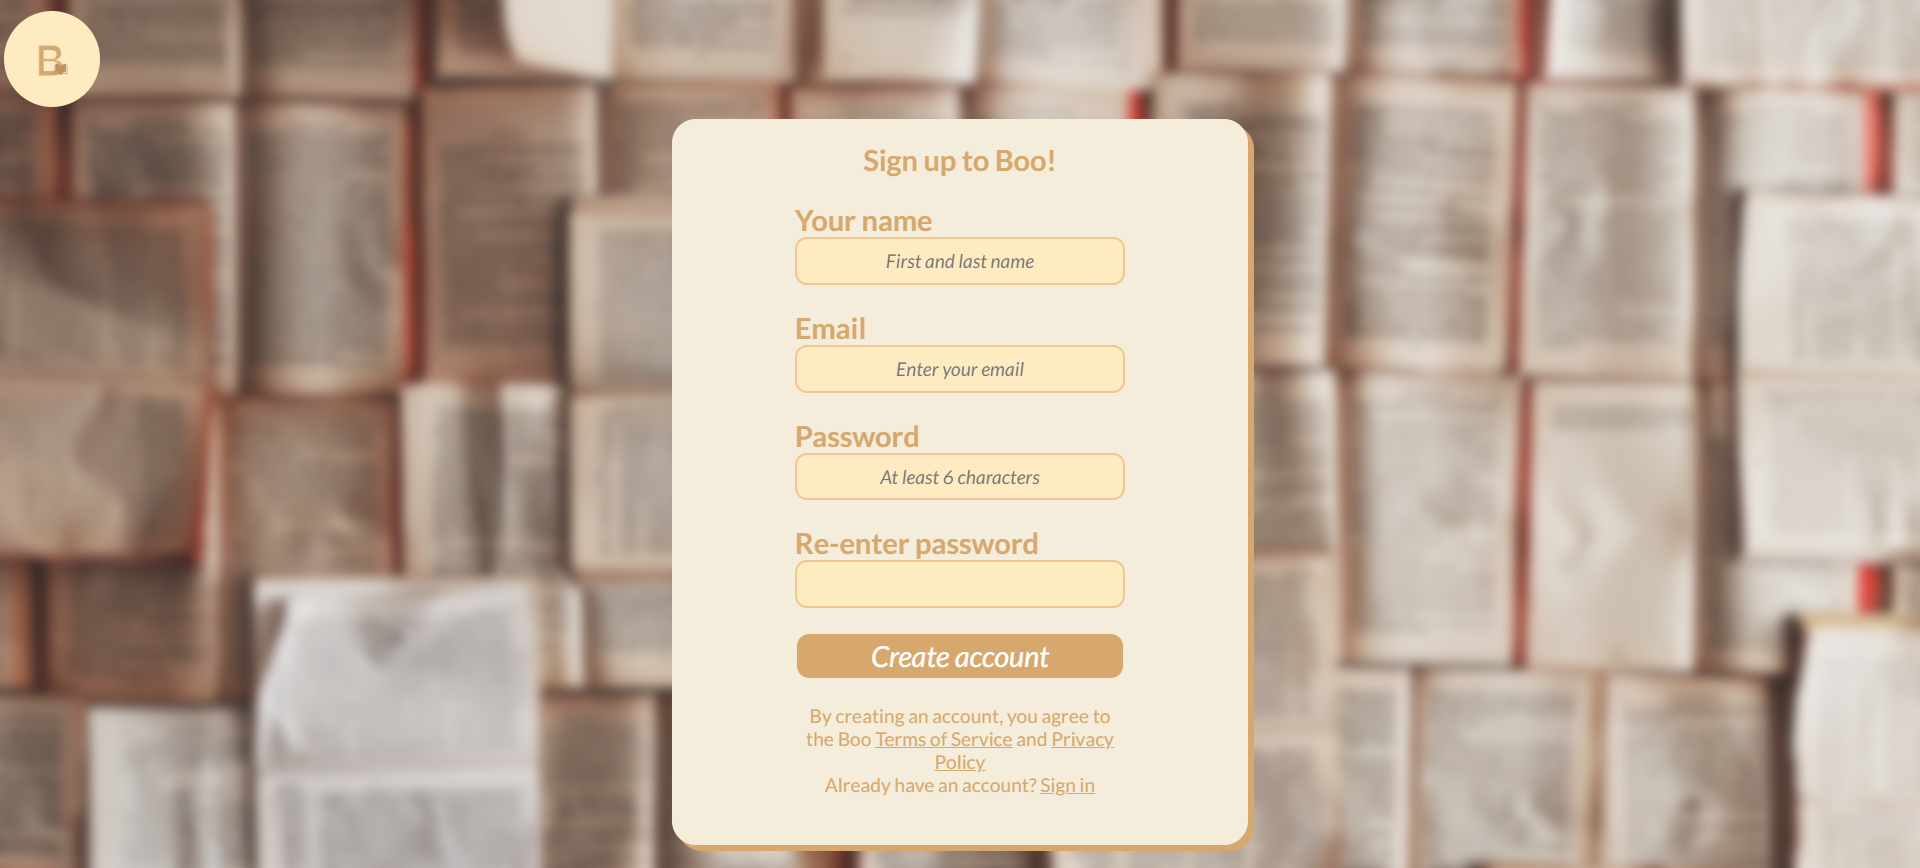 B
Sign up to Boo!
Your name
First and last name
Email
Enter your email
Password
At least 6 characters
Re-enter password
Create account
By creating an account, you agree to
the Boo Terms of Service and Privacy
Policy
Already have an account? Sign in